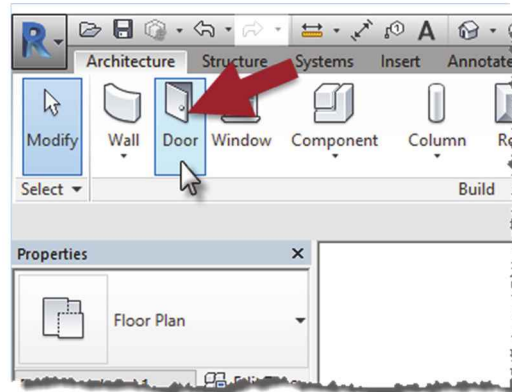 R A
Architecture Structure Systems Insert Annotate
Modify Wall Door Window Component Column
Select Build
Properties
Floor Plan